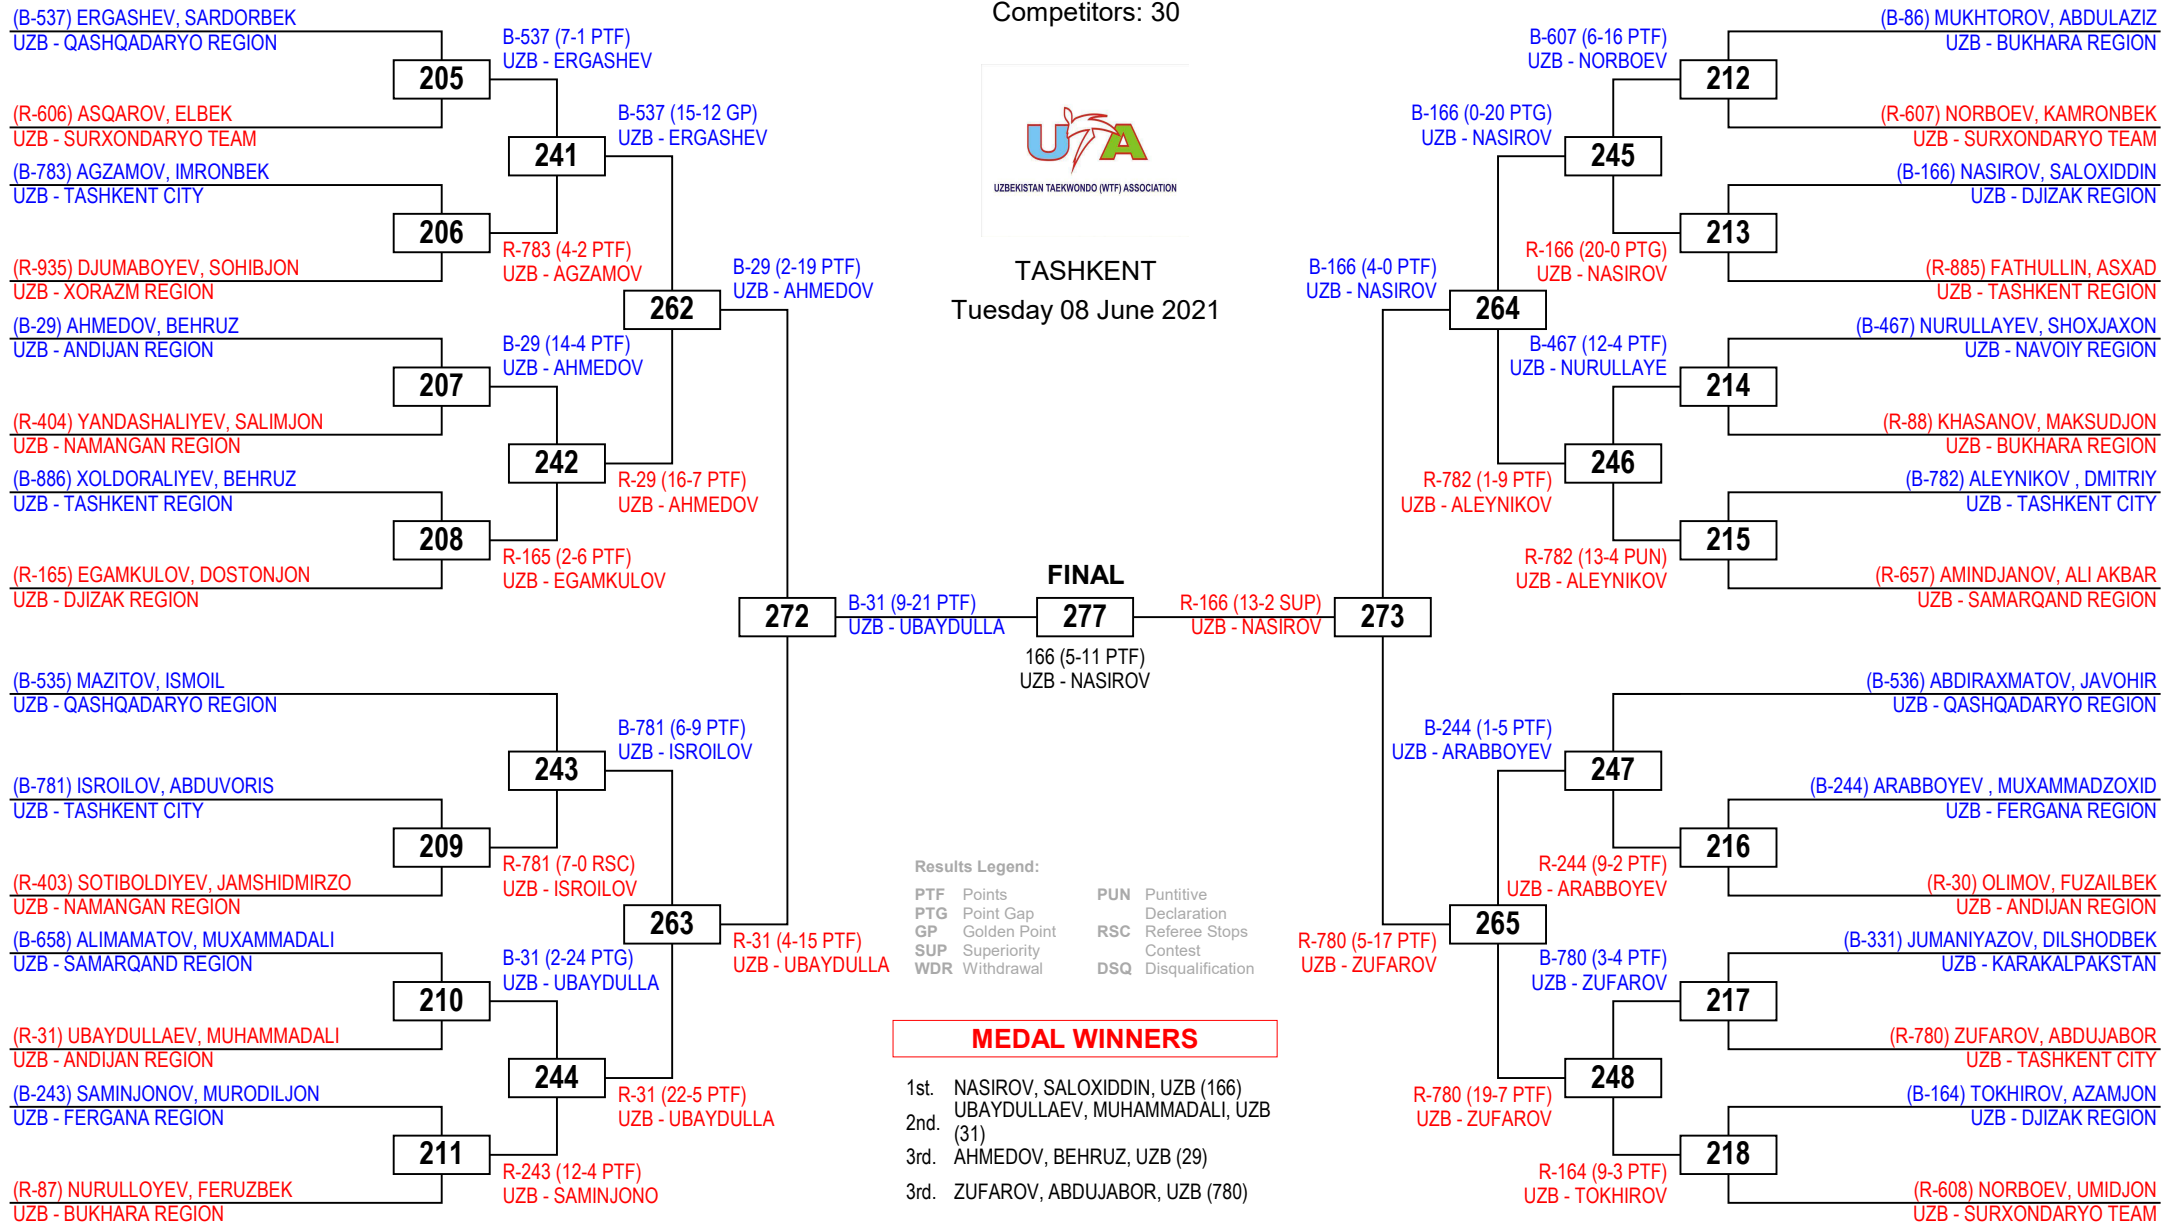 Competitors: 30
UTA
UZBEKISTAN TAEKWONDO (WTF) ASSOCIATION
TASHKENT
Tuesday 08 June 2021
(B-537) ERGASHEV, SARDORBEK
UZB - QASHQADARYO REGION
205
(R-606) ASQAROV, ELBEK
UZB - SURXONDARYO TEAM
(B-783) AGZAMOV, IMRONBEK
UZB - TASHKENT CITY
206
(R-935) DJUMABOYEV, SOHIBJON
UZB - XORAZM REGION
(B-29) AHMEDOV, BEHRUZ
UZB - ANDIJAN REGION
207
(R-404) YANDASHALIYEV, SALIMJON
UZB - NAMANGAN REGION
(B-886) XOLDORALIYEV, BEHRUZ
UZB - TASHKENT REGION
208
(R-165) EGAMKULOV, DOSTONJON
UZB - DJIZAK REGION
(B-535) MAZITOV, ISMOIL
UZB - QASHQADARYO REGION
(B-781) ISROILOV, ABDUVORIS
UZB - TASHKENT CITY
209
(R-403) SOTIBOLDIYEV, JAMSHIDMIRZO
UZB - NAMANGAN REGION
(B-658) ALIMAMATOV, MUXAMMADALI
UZB - SAMARQAND REGION
210
(R-31) UBAYDULLAEV, MUHAMMADALI
UZB - ANDIJAN REGION
(B-243) SAMINJONOV, MURODILJON
UZB - FERGANA REGION
211
(R-87) NURULLOYEV, FERUZBEK
UZB - BUKHARA REGION
B-537 (7-1 PTF)
UZB - ERGASHEV
241
R-783 (4-2 PTF)
UZB - AGZAMOV
B-29 (14-4 PTF)
UZB - AHMEDOV
242
R-165 (2-6 PTF)
UZB - EGAMKULOV
243
R-781 (7-0 RSC)
UZB - ISROILOV
B-31 (2-24 PTG)
UZB - UBAYDULLA
244
R-243 (12-4 PTF)
UZB - SAMINJONO
B-537 (15-12 GP)
UZB - ERGASHEV
262
R-29 (16-7 PTF)
UZB - AHMEDOV
B-781 (6-9 PTF)
UZB - ISROILOV
263
R-31 (22-5 PTF)
UZB - UBAYDULLA
B-29 (2-19 PTF)
UZB - AHMEDOV
272
R-31 (4-15 PTF)
UZB - UBAYDULLA
B-31 (9-21 PTF)
UZB - UBAYDULLA
FINAL
277
166 (5-11 PTF)
UZB - NASIROV
R-166 (13-2 SUP)
UZB - NASIROV
B-166 (4-0 PTF)
UZB - NASIROV
273
R-780 (5-17 PTF)
UZB - ZUFAROV
B-166 (0-20 PTG)
UZB - NASIROV
264
R-782 (1-9 PTF)
UZB - ALEYNIKOV
B-244 (1-5 PTF)
UZB - ARABBOYEV
265
R-780 (19-7 PTF)
UZB - ZUFAROV
B-607 (6-16 PTF)
UZB - NORBOEV
245
R-166 (20-0 PTG)
UZB - NASIROV
B-467 (12-4 PTF)
UZB - NURULLAYE
246
R-782 (13-4 PUN)
UZB - ALEYNIKOV
247
R-244 (9-2 PTF)
UZB - ARABBOYEV
B-780 (3-4 PTF)
UZB - ZUFAROV
248
R-164 (9-3 PTF)
UZB - TOKHIROV
(B-86) MUKHTOROV, ABDULAZIZ
UZB - BUKHARA REGION
212
(R-607) NORBOEV, KAMRONBEK
UZB - SURXONDARYO TEAM
(B-166) NASIROV, SALOXIDDIN
UZB - DJIZAK REGION
213
(R-885) FATHULLIN, ASXAD
UZB - TASHKENT REGION
(B-467) NURULLAYEV, SHOXJAXON
UZB - NAVOIY REGION
214
(R-88) KHASANOV, MAKSUDJON
UZB - BUKHARA REGION
(B-782) ALEYNIKOV , DMITRIY
UZB - TASHKENT CITY
215
(R-657) AMINDJANOV, ALI AKBAR
UZB - SAMARQAND REGION
(B-536) ABDIRAXMATOV, JAVOHIR
UZB - QASHQADARYO REGION
(B-244) ARABBOYEV , MUXAMMADZOXID
UZB - FERGANA REGION
216
(R-30) OLIMOV, FUZAILBEK
UZB - ANDIJAN REGION
(B-331) JUMANIYAZOV, DILSHODBEK
UZB - KARAKALPAKSTAN
217
(R-780) ZUFAROV, ABDUJABOR
UZB - TASHKENT CITY
(B-164) TOKHIROV, AZAMJON
UZB - DJIZAK REGION
218
(R-608) NORBOEV, UMIDJON
UZB - SURXONDARYO TEAM
Results Legend:
PTF Points
PTG Point Gap
GP Golden Point
SUP Superiority
WDR Withdrawal
PUN Puntitive
Declaration
RSC Referee Stops
Contest
DSQ Disqualification
MEDAL WINNERS
1st. NASIROV, SALOXIDDIN, UZB (166)
2nd. UBAYDULLAEV, MUHAMMADALI, UZB
(31)
3rd. AHMEDOV, BEHRUZ, UZB (29)
3rd. ZUFAROV, ABDUJABOR, UZB (780)